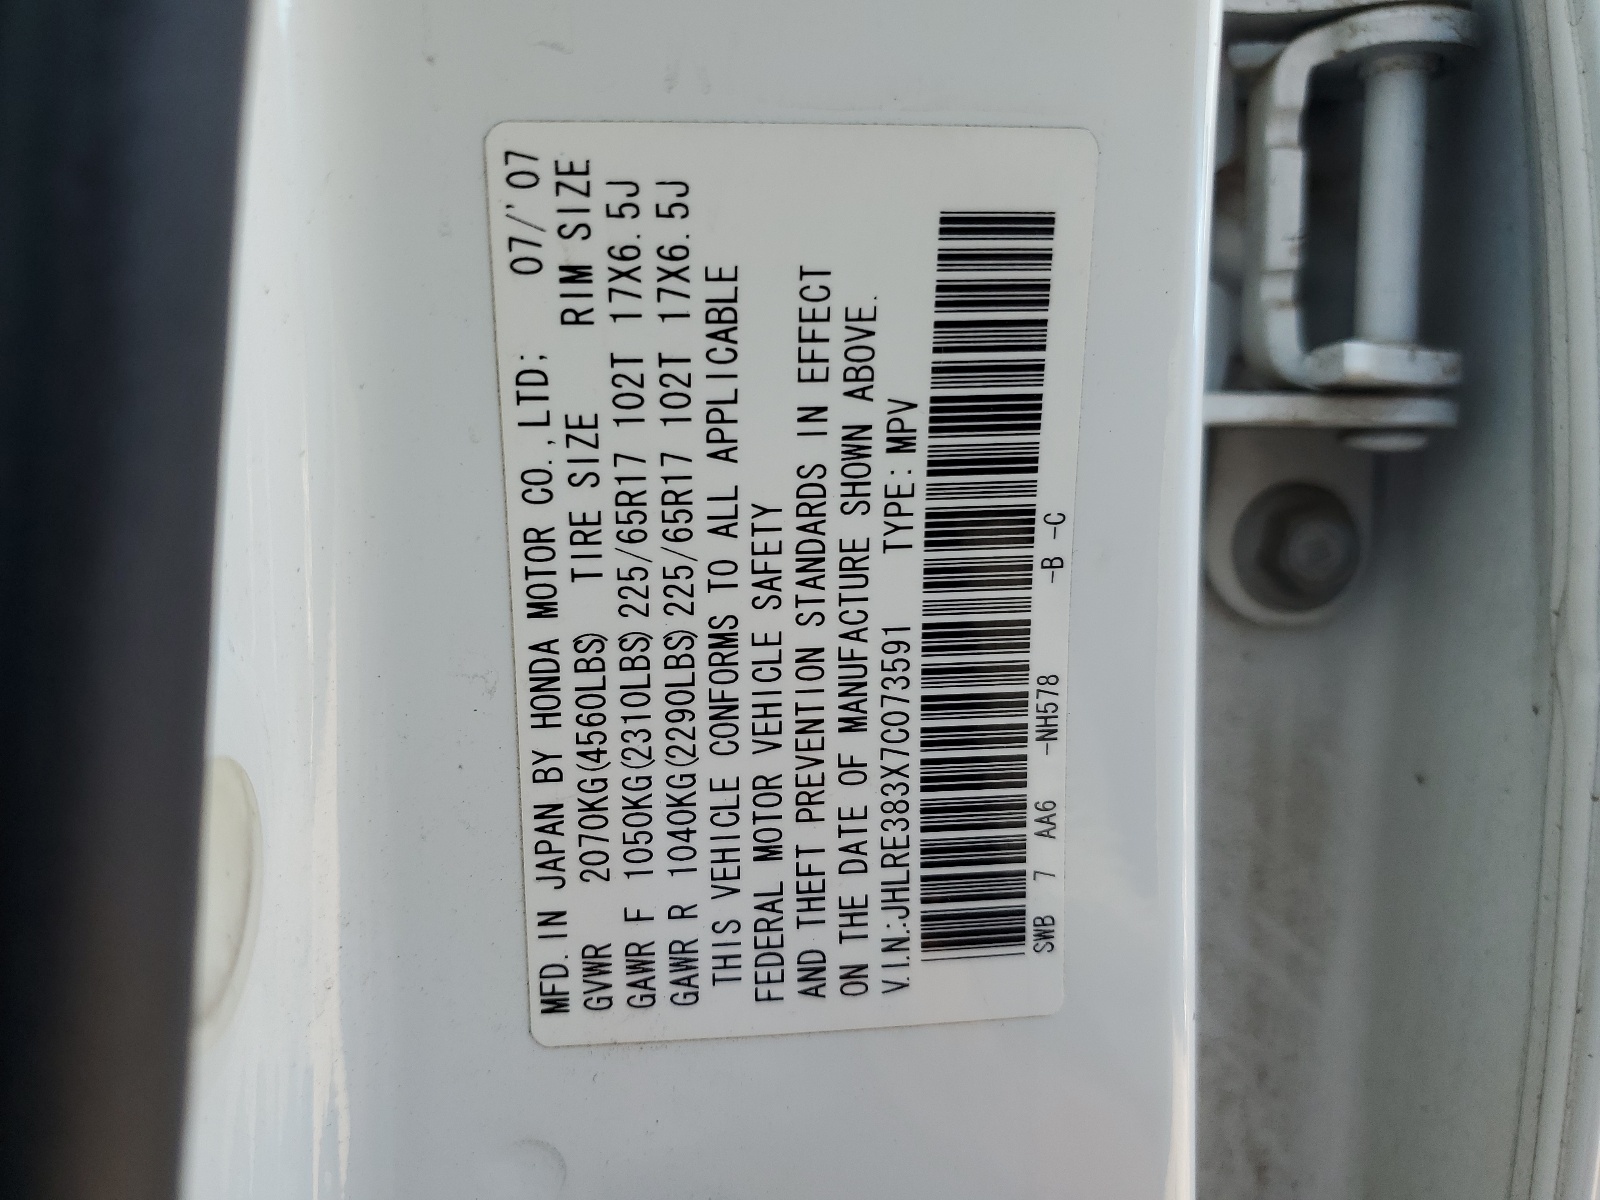 MFD. IN JAPAN BY HONDA MOTOR CO.,LTD; 07/'07
GVWR 2070KG(4560LBS) TIRE SIZE RIM SIZE
GAWR F 1050KG(2310LBS)225/65R17 102T 17X6.5J
GAWR R 1040KG(2290LBS)225/65R17 102T 17X6.5J
THIS VEHICLE CONFORMS TO ALL APPLICABLE
FEDERAL MOTOR VEHICLE SAFETY
AND THEFT PREVENTION STANDARDS IN EFFECT
ON THE DATE OF MANUFACTURE SHOWN ABOVE.
V.I.N.:JHLRE383X7C073591 TYPE:MPV
SWB 7 AA6 -NH578 -B -C